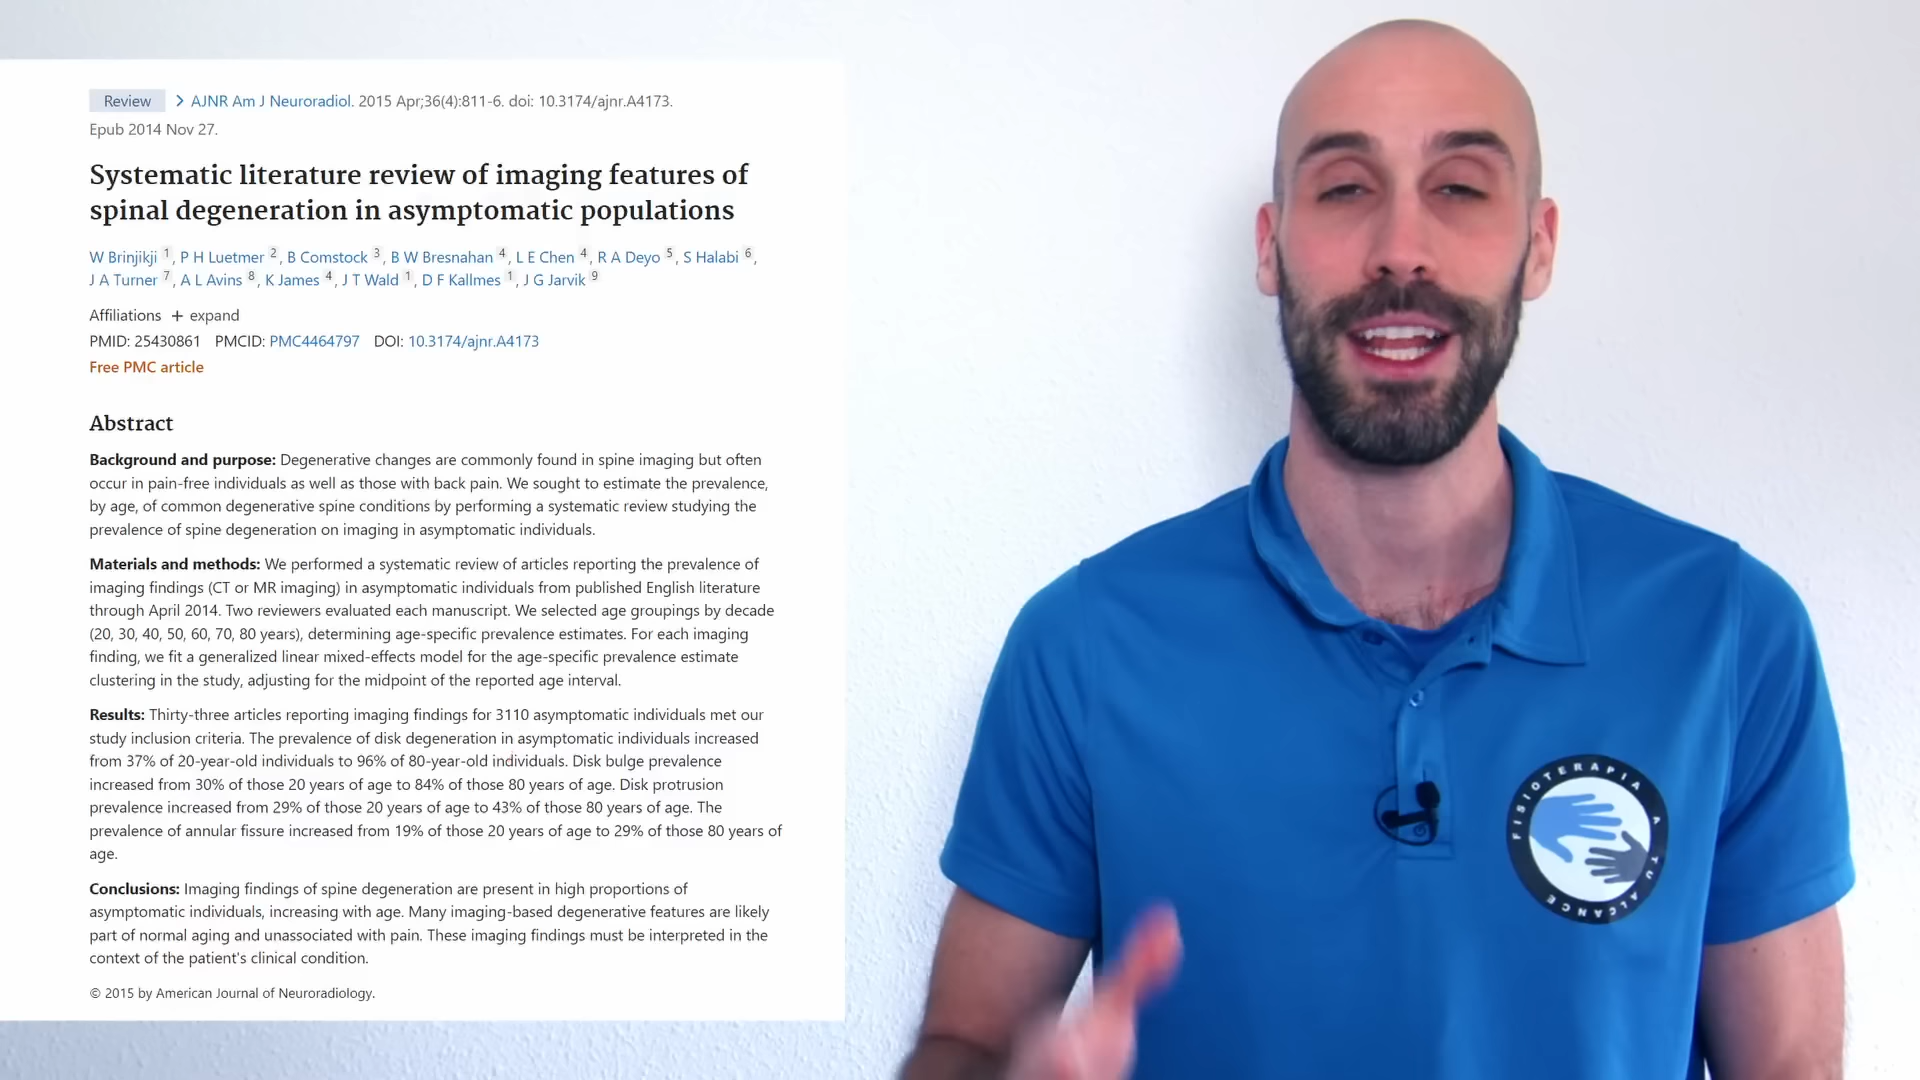 Review > AJNR Am J Neuroradiol. 2015 Apr;36(4):811-6. doi: 10.3174/ajnr.A4173.
Epub 2014 Nov 27.
Systematic literature review of imaging features of
spinal degeneration in asymptomatic populations
W Brinjikji 1, P H Luetmer 2, B Comstock 3, B W Bresnahan 4, L E Chen 4, R A Deyo 5, S Halabi 6,
J A Turner 7, A L Avins 8, K James 4, J T Wald 1, D F Kallmes 1, J G Jarvik 9
Affiliations + expand
PMID: 25430861 PMCID: PMC4464797 DOI: 10.3174/ajnr.A4173
Free PMC article
Abstract
Background and purpose: Degenerative changes are commonly found in spine imaging but often
occur in pain-free individuals as well as those with back pain. We sought to estimate the prevalence,
by age, of common degenerative spine conditions by performing a systematic review studying the
prevalence of spine degeneration on imaging in asymptomatic individuals.
Materials and methods: We performed a systematic review of articles reporting the prevalence of
imaging findings (CT or MR imaging) in asymptomatic individuals from published English literature
through April 2014. Two reviewers evaluated each manuscript. We selected age groupings by decade
(20, 30, 40, 50, 60, 70, 80 years), determining age-specific prevalence estimates. For each imaging
finding, we fit a generalized linear mixed-effects model for the age-specific prevalence estimate
clustering in the study, adjusting for the midpoint of the reported age interval.
Results: Thirty-three articles reporting imaging findings for 3110 asymptomatic individuals met our
study inclusion criteria. The prevalence of disk degeneration in asymptomatic individuals increased
from 37% of 20-year-old individuals to 96% of 80-year-old individuals. Disk bulge prevalence
increased from 30% of those 20 years of age to 84% of those 80 years of age. Disk protrusion
prevalence increased from 29% of those 20 years of age to 43% of those 80 years of age. The
prevalence of annular fissure increased from 19% of those 20 years of age to 29% of those 80 years of
age.
Conclusions: Imaging findings of spine degeneration are present in high proportions of
asymptomatic individuals, increasing with age. Many imaging-based degenerative features are likely
part of normal aging and unassociated with pain. These imaging findings must be interpreted in the
context of the patient's clinical condition.
© 2015 by American Journal of Neuroradiology.
FISIOTERAPIA A TU ALCANCE